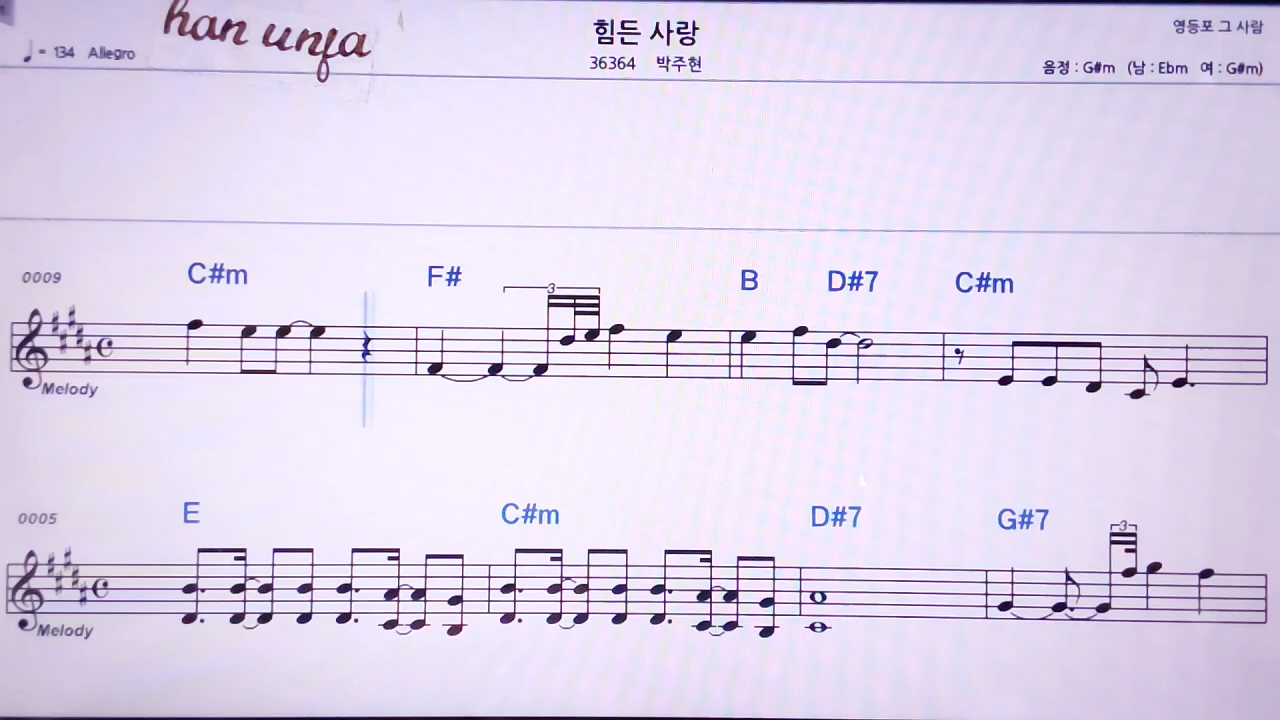 han unja
힘든 사랑
영등포 그 사람
♩= 134 Allegro
36364 박주현
음정 : G#m (남 : Ebm 여 : G#m)
0009 C#m F# B D#7 C#m
3
Melody
0005 E C#m D#7 G#7
3
Melody